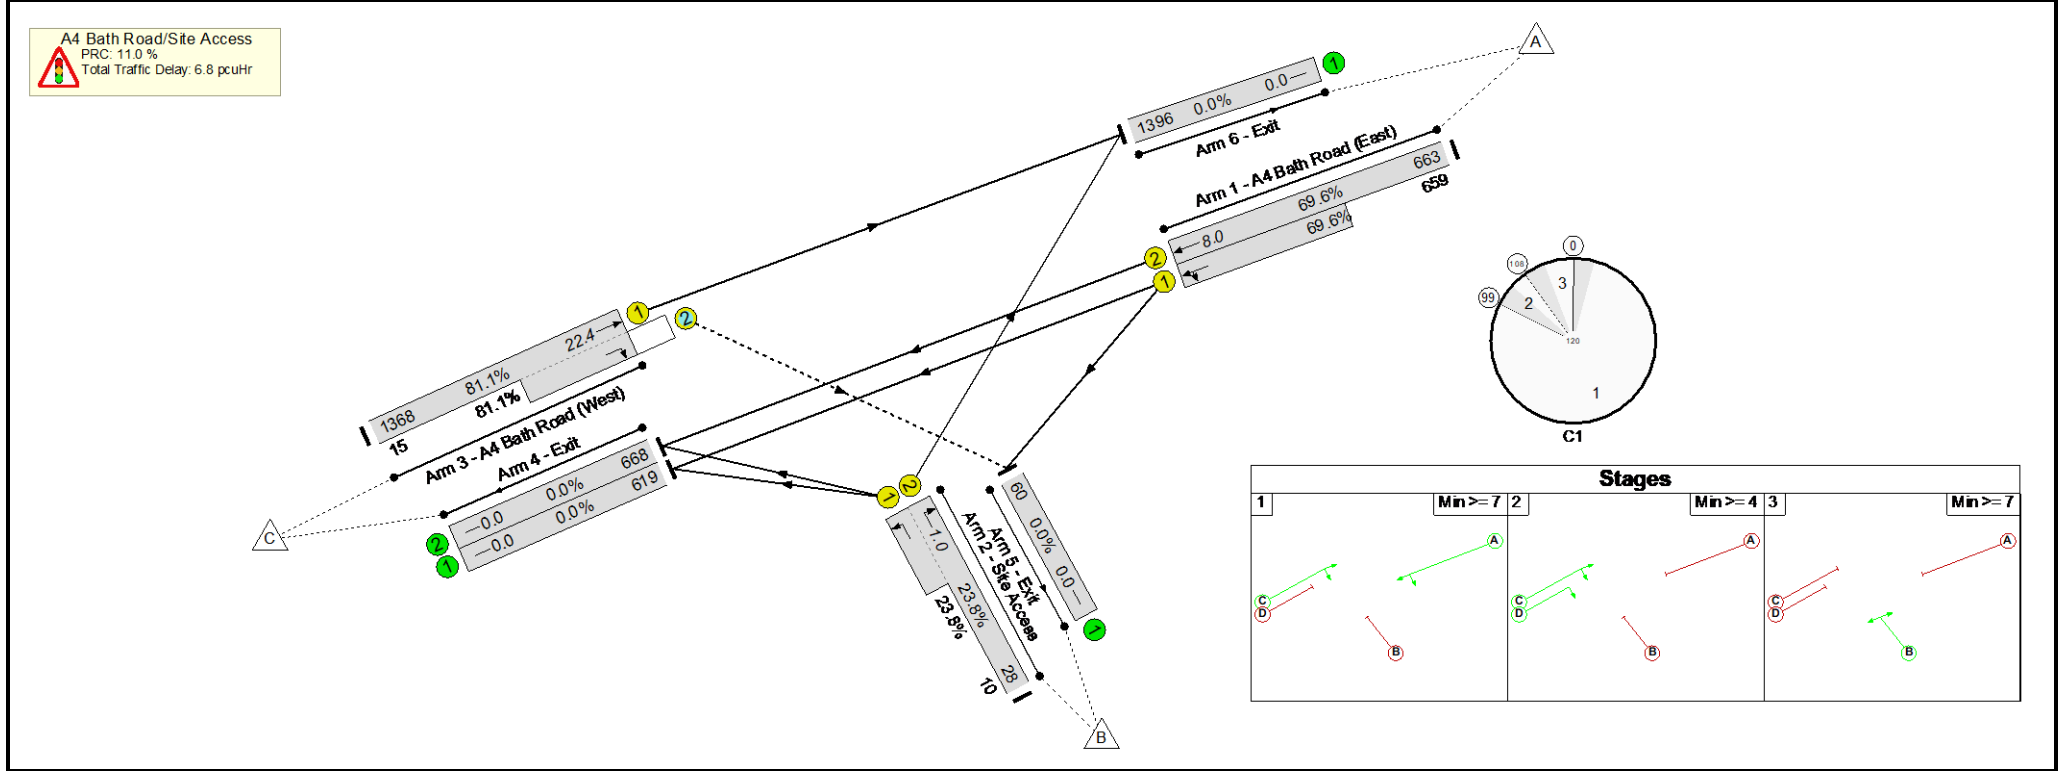 A4 Bath Road/Site Access
PRC: 11.0 %
Total Traffic Delay: 6.8 pcuHr
A
1
1396 0.0% 0.0
Arm 6 - Exit
Arm 1 - A4 Bath Road (East)
663
659
69.6%
69.6%
8.0
2
1
1
2
22.4
81.1%
1368
81.1%
15
Arm 3 - A4 Bath Road (West)
Arm 4 - Exit
668
0.0%
0.0
619
0.0%
0.0
2
1
C
1
2
1.0
23.8%
28
23.8%
10
Arm 2 - Site Access
Arm 5 - Exit
60 0.0% 0.0
1
B
0
108
99
3
2
120
1
C1
Stages
1 Min >= 7
A
C
D
B
2 Min >= 4
A
C
D
B
3 Min >= 7
A
C
D
B